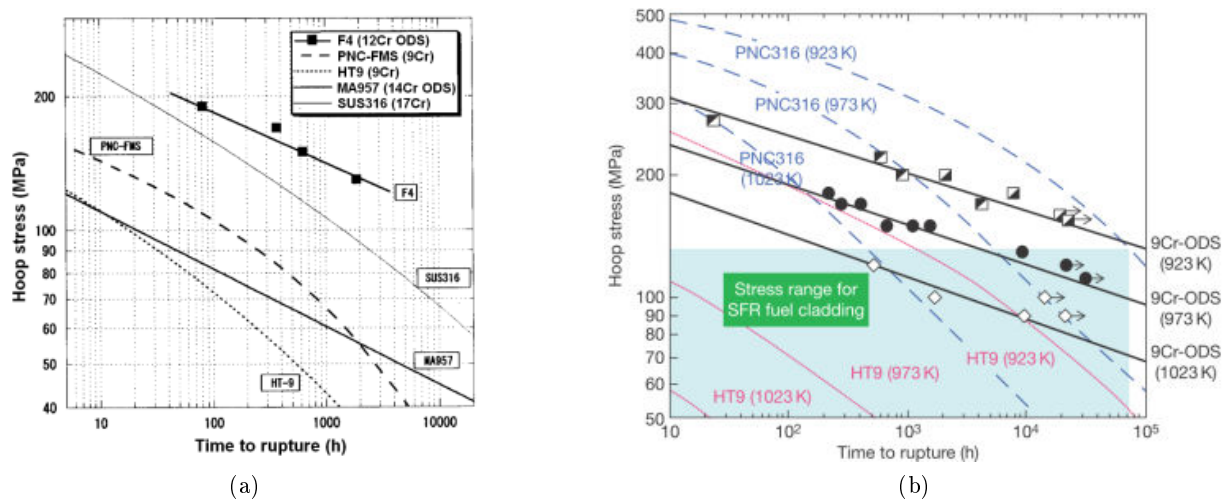 F4 (12Cr ODS)
PNC-FMS (9Cr)
HT9 (9Cr)
MA957 (14Cr ODS)
SUS316 (17Cr)
200
100
90
80
70
60
50
40
Hoop stress (MPa)
PNC-FMS
F4
SUS316
MA957
HT-9
10
100
1000
10000
Time to rupture (h)
(a)
500
400
300
200
100
90
80
70
60
50
Hoop stress (MPa)
PNC316 (923 K)
PNC316 (973 K)
PNC316
(1023 K)
9Cr-ODS
(923 K)
9Cr-ODS
(973 K)
9Cr-ODS
(1023 K)
Stress range for
SFR fuel cladding
HT9 (923 K)
HT9 (973 K)
HT9 (1023 K)
10
10²
10³
10⁴
10⁵
Time to rupture (h)
(b)